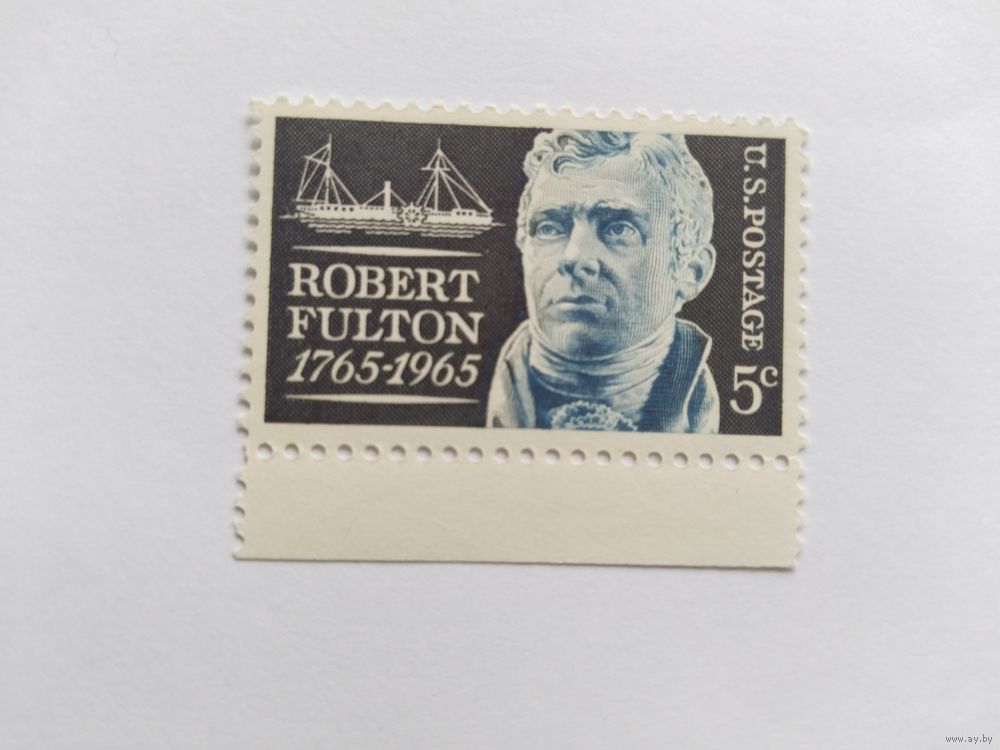 ROBERT
FULTON
1765-1965
U.S. POSTAGE
5c
www.ay.by